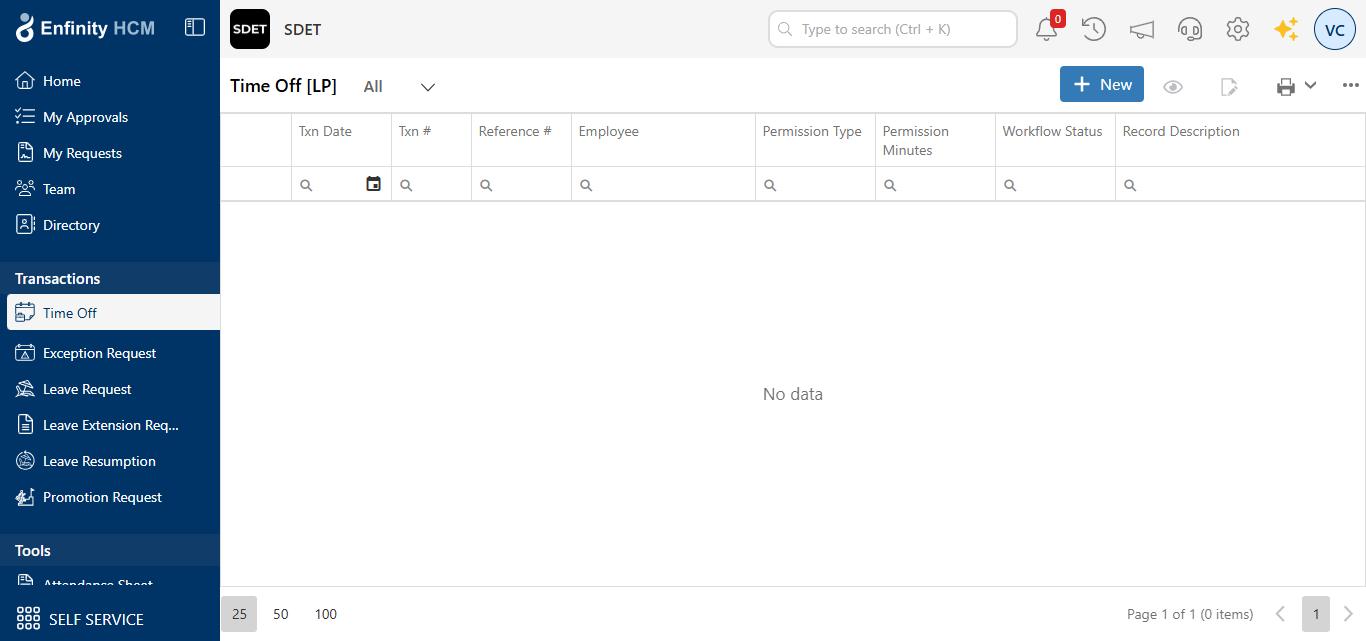 Enfinity HCM
SDET
SDET
Type to search (Ctrl + K)
0
VC
Home
My Approvals
My Requests
Team
Directory
Transactions
Time Off
Exception Request
Leave Request
Leave Extension Req...
Leave Resumption
Promotion Request
Tools
Attendance Sheet
SELF SERVICE
Time Off [LP]
All
New
Txn Date
Txn #
Reference #
Employee
Permission Type
Permission
Minutes
Workflow Status
Record Description
No data
25 50 100
Page 1 of 1 (0 items)
1